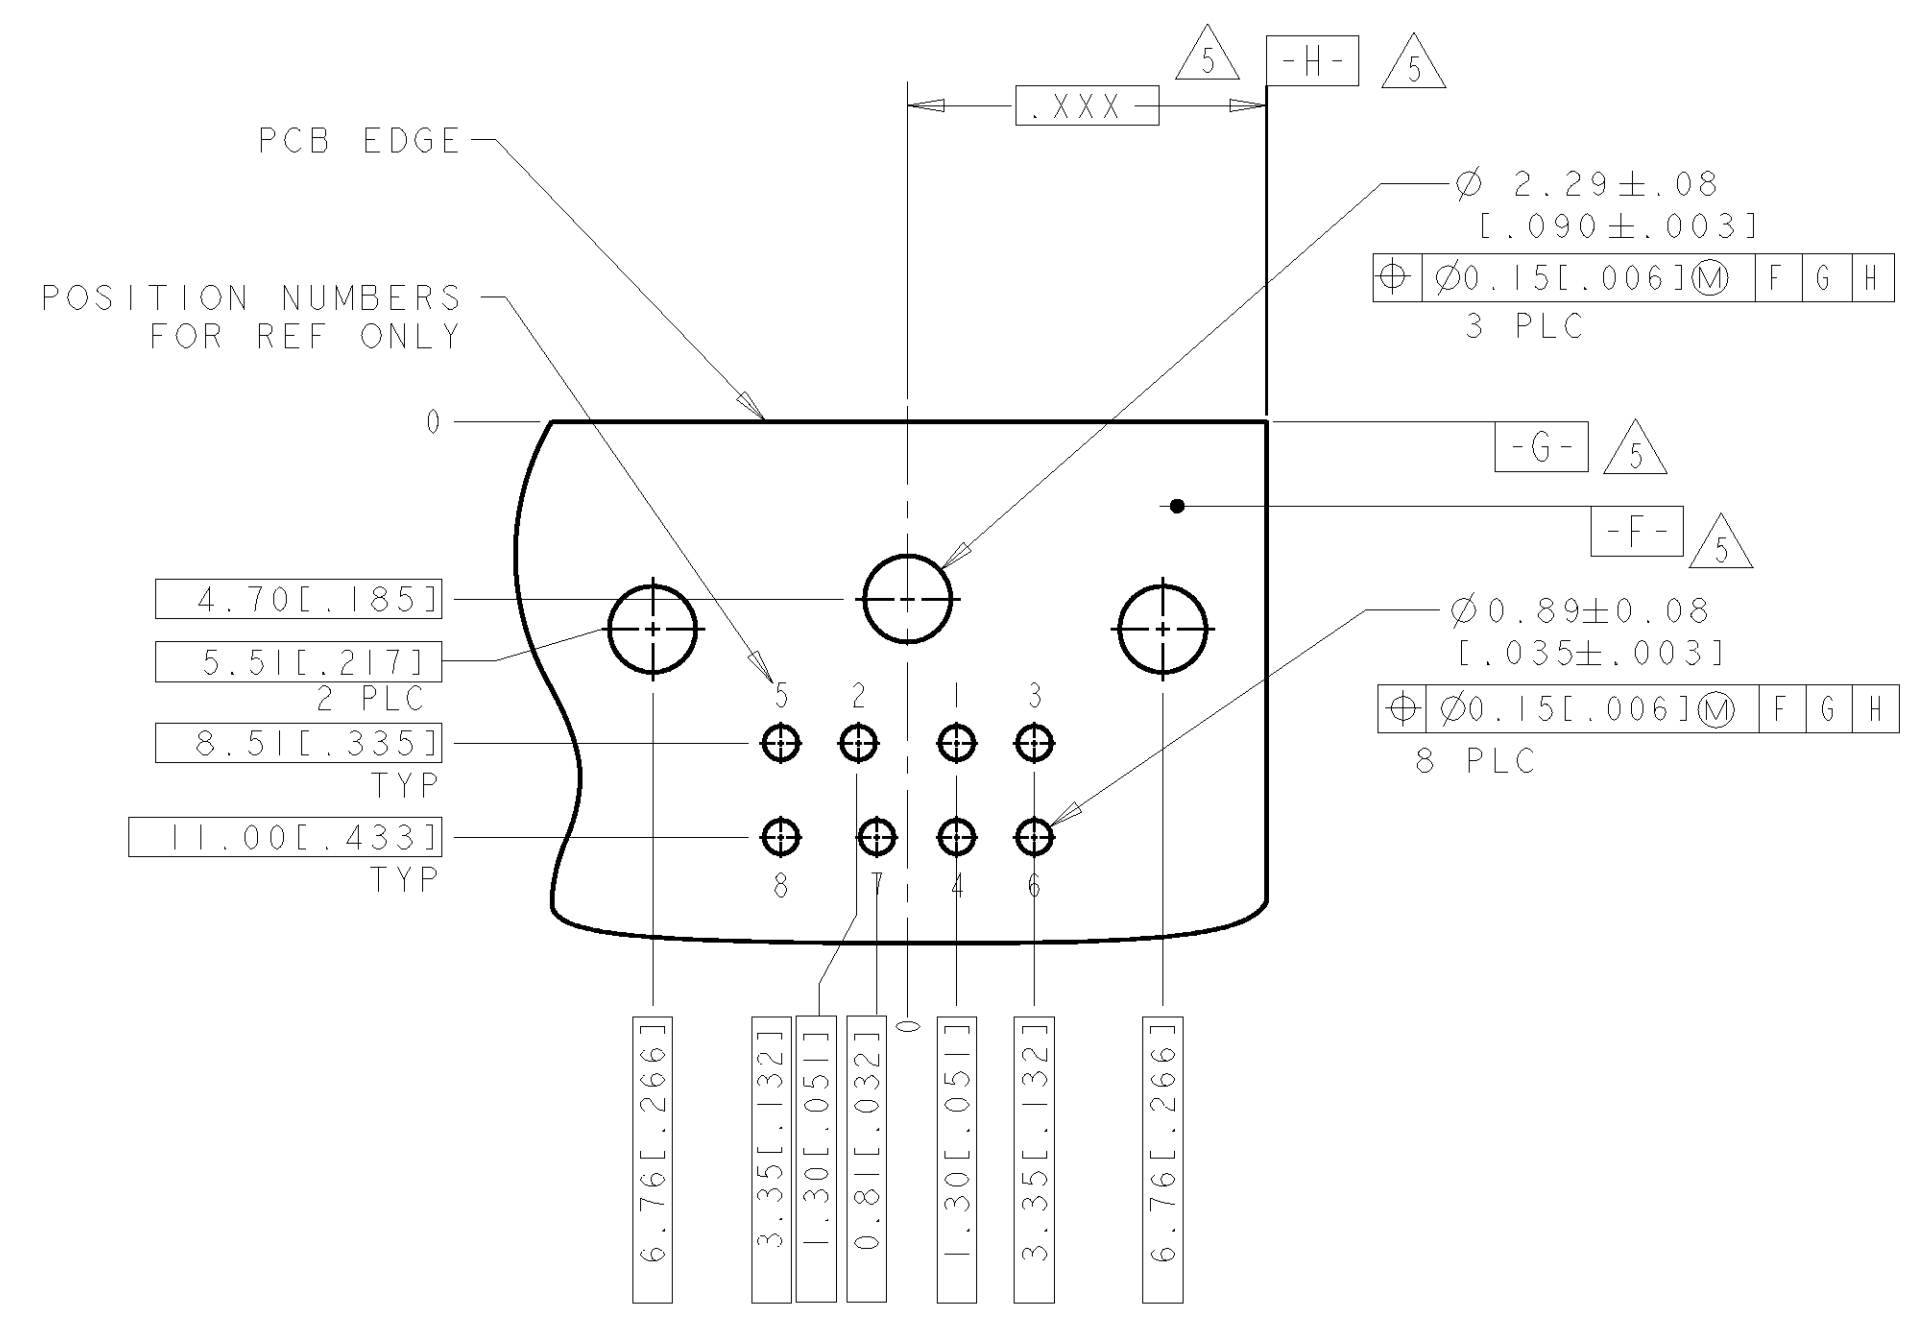 5
-H-
5
.XXX
PCB EDGE
Ø 2.29±.08
[.090±.003]
⌖ Ø0.15[.006]Ⓜ F G H
3 PLC
POSITION NUMBERS
FOR REF ONLY
0
-G-
5
-F-
5
4.70[.185]
5.51[.217]
2 PLC
8.51[.335]
TYP
11.00[.433]
TYP
Ø0.89±0.08
[.035±.003]
⌖ Ø0.15[.006]Ⓜ F G H
8 PLC
5 2 1 3
8 7 4 6
6.76[.266]
3.35[.132]
1.30[.051]
0.81[.032]
0
1.30[.051]
3.35[.132]
6.76[.266]